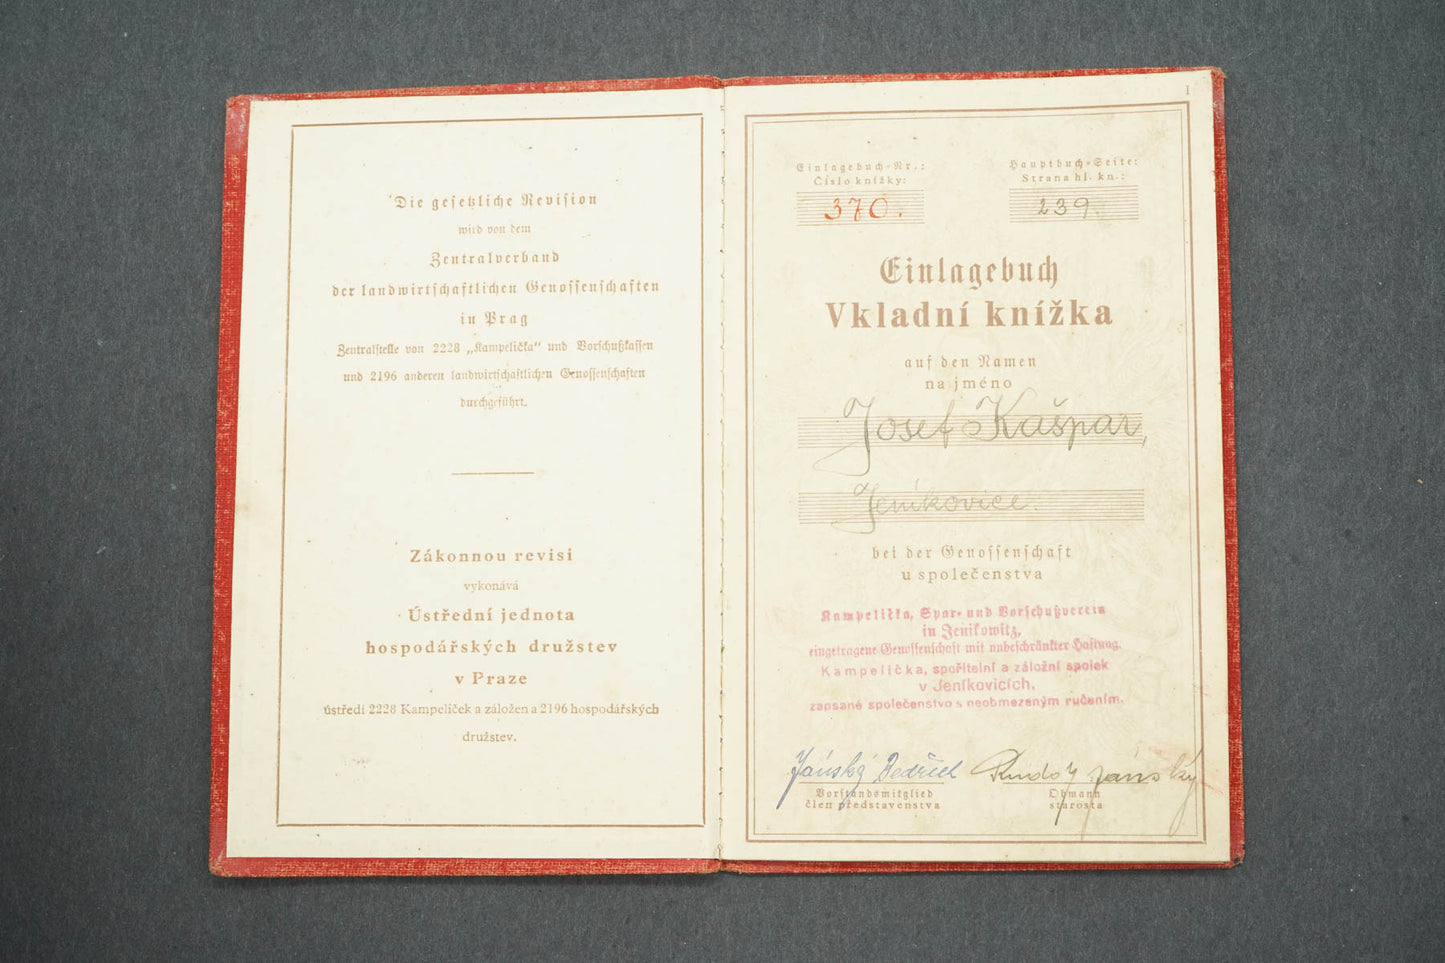 Die gesetzliche Revision
wird von dem
Zentralverband
der landwirtschaftlichen Genossenschaften
in Prag
Zentralstelle von 2228 „Kampelička“ und Vorschußkassen
und 2196 anderen landwirtschaftlichen Genossenschaften
durchgeführt.
Zákonnou revisi
vykonává
Ústřední jednota
hospodářských družstev
v Praze
ústředí 2228 Kampeliček a záložen a 2196 hospodářských
družstev.
1
Einlagebuch-Nr.:
Číslo knížky:
370.
Hauptbuch-Seite:
Strana hl. kn.:
239.
Einlagebuch
Vkladní knížka
auf den Namen
na jméno
Josef Kašpar,
Jeníkovice.
bei der Genossenschaft
u společenstva
Kampelička, Spar- und Vorschußverein
in Jenikowitz,
eingetragene Genossenschaft mit unbeschränkter Haftung.
Kampelička, spořitelní a záložní spolek
v Jeníkovicích,
zapsané společenstvo s neobmezeným ručením.
Jánský Bedřich
Vorstandsmitglied
člen představenstva
Rudolf Jánský
Obmann
starosta